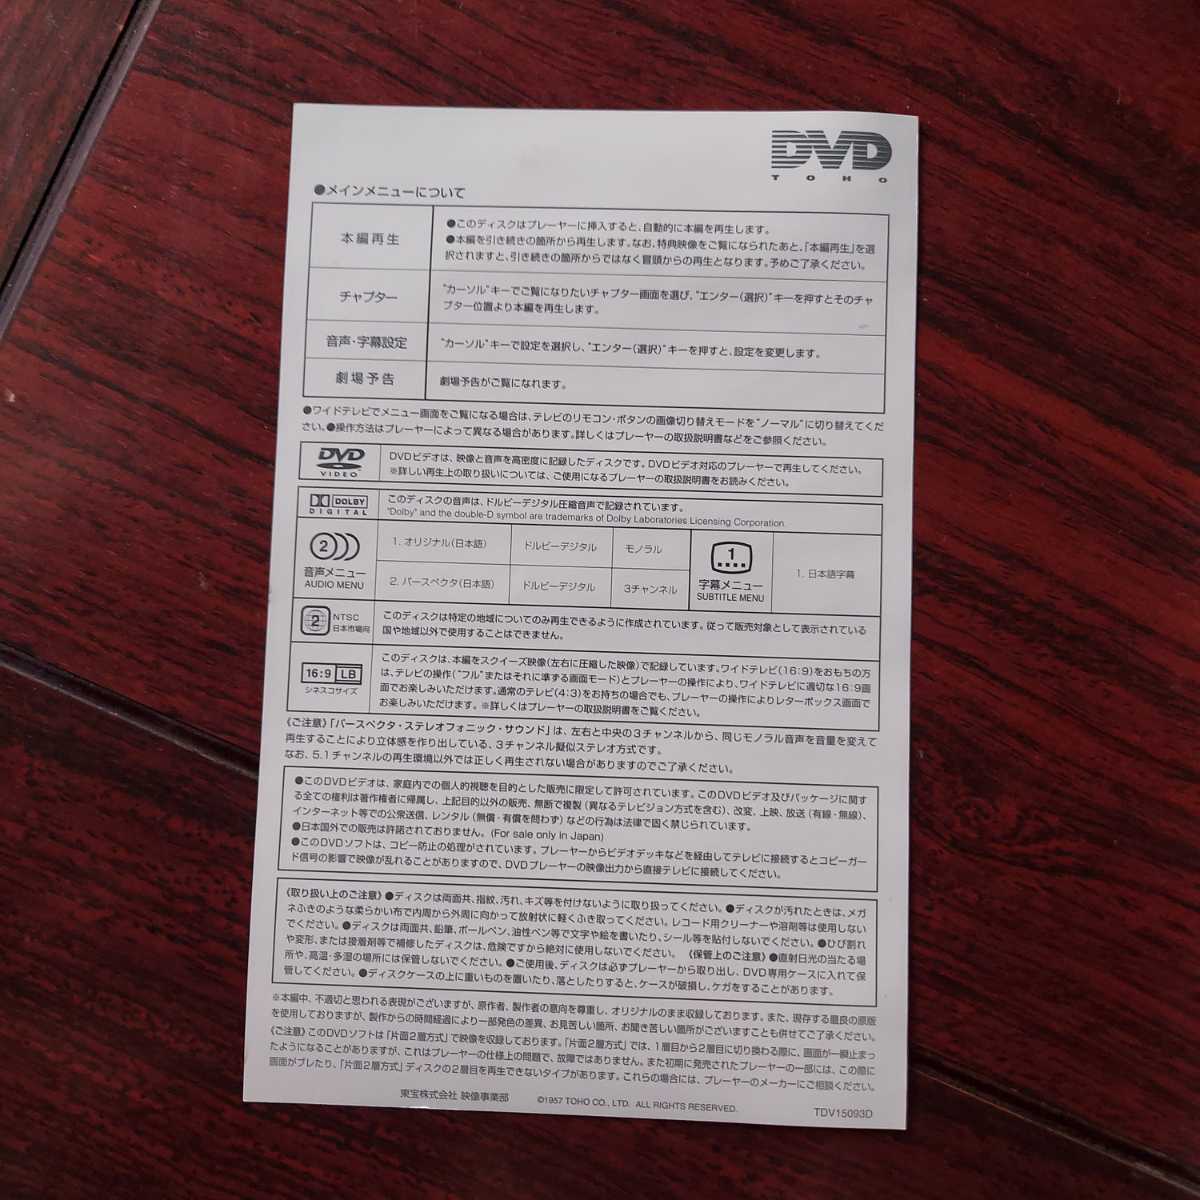 DVD
TOHO
●メインメニューについて
本編再生
●このディスクはプレーヤーに挿入すると、自動的に本編を再生します。
●本編を引き続きの箇所から再生します。なお、特典映像をご覧になられたあと、「本編再生」を選
択されますと、引き続きの箇所からではなく冒頭からの再生となります。予めご了承ください。
チャプター
"カーソル"キーでご覧になりたいチャプター画面を選び、"エンター(選択)"キーを押すとそのチャ
プター位置より本編を再生します。
音声・字幕設定
"カーソル"キーで設定を選択し、"エンター(選択)"キーを押すと、設定を変更します。
劇場予告
劇場予告がご覧になれます。
●ワイドテレビでメニュー画面をご覧になる場合は、テレビのリモコン・ボタンの画像切り替えモードを"ノーマル"に切り替えてくだ
さい。●操作方法はプレーヤーによって異なる場合があります。詳しくはプレーヤーの取扱説明書などをご参照ください。
DVD
VIDEO
DVDビデオは、映像と音声を高密度に記録したディスクです。DVDビデオ対応のプレーヤーで再生してください。
※詳しい再生上の取り扱いについては、ご使用になるプレーヤーの取扱説明書をお読みください。
DOLBY
DIGITAL
このディスクの音声は、ドルビーデジタル圧縮音声で記録されています。
"Dolby" and the double-D symbol are trademarks of Dolby Laboratories Licensing Corporation.
2
音声メニュー
AUDIO MENU
1. オリジナル(日本語)
ドルビーデジタル
モノラル
2. パースペクタ(日本語)
ドルビーデジタル
3チャンネル
1
字幕メニュー
SUBTITLE MENU
1. 日本語字幕
2
NTSC
日本市場向
このディスクは特定の地域についてのみ再生できるように作成されています。従って販売対象として表示されている
国や地域以外で使用することはできません。
16:9 LB
シネスコサイズ
このディスクは、本編をスクイーズ映像(左右に圧縮した映像)で記録しています。ワイドテレビ(16:9)をおもちの方
は、テレビの操作("フル"またはそれに準ずる画面モード)とプレーヤーの操作により、ワイドテレビに適切な16:9画
面でお楽しみいただけます。通常のテレビ(4:3)をお持ちの場合でも、プレーヤーの操作によりレターボックス画面で
お楽しみいただけます。※詳しくはプレーヤーの取扱説明書をご覧ください。
《ご注意》「パースペクタ・ステレオフォニック・サウンド」は、左右と中央の3チャンネルから、同じモノラル音声を音量を変えて
再生することにより立体感を作り出している、3チャンネル擬似ステレオ方式です。
なお、5.1チャンネルの再生環境以外では正しく再生されない場合がありますのでご了承ください。
●このDVDビデオは、家庭内での個人的視聴を目的とした販売に限定して許可されています。このDVDビデオ及びパッケージに関す
る全ての権利は著作権者に帰属し、上記目的以外の販売、無断で複製(異なるテレビジョン方式を含む)、改変、上映、放送(有線・無線)、
インターネット等での公衆送信、レンタル(無償・有償を問わず)などの行為は法律で固く禁じられています。
●日本国外での販売は許諾されておりません。(For sale only in Japan)
●このDVDソフトは、コピー防止の処理がされています。プレーヤーからビデオデッキなどを経由してテレビに接続するとコピーガー
ド信号の影響で映像が乱れることがありますので、DVDプレーヤーの映像出力から直接テレビに接続してください。
《取り扱い上のご注意》●ディスクは両面共、指紋、汚れ、キズ等を付けないように取り扱ってください。●ディスクが汚れたときは、メガ
ネふきのような柔らかい布で内周から外周に向かって放射状に軽くふき取ってください。レコード用クリーナーや溶剤等は使用しない
でください。●ディスクは両面共、鉛筆、ボールペン、油性ペン等で文字や絵を書いたり、シール等を貼付しないでください。●ひび割れ
や変形、または接着剤等で補修したディスクは、危険ですから絶対に使用しないでください。《保管上のご注意》●直射日光の当たる場
所や、高温・多湿の場所には保管しないでください。●ご使用後、ディスクは必ずプレーヤーから取り出し、DVD専用ケースに入れて保
管してください。●ディスクケースの上に重いものを置いたり、落としたりすると、ケースが破損し、ケガをすることがあります。
※本編中、不適切と思われる表現がございますが、原作者、製作者の意向を尊重し、オリジナルのまま収録しております。また、現存する最良の原版
を使用しておりますが、製作からの時間経過により一部発色の差異、お見苦しい箇所、お聞き苦しい箇所がございますことも併せてご了承ください。
《ご注意》このDVDソフトは「片面2層方式」で映像を収録しております。「片面2層方式」では、1層目から2層目に切り換わる際に、画面が一瞬止まっ
たようになることがありますが、これはプレーヤーの仕様上の問題で、故障ではありません。また初期に発売されたプレーヤーの一部には、この際に
画面がブレたり、「片面2層方式」ディスクの2層目を再生できないタイプがあります。これらの場合には、プレーヤーのメーカーにご相談ください。
東宝株式会社 映像事業部
©1957 TOHO CO., LTD. ALL RIGHTS RESERVED.
TDV15093D